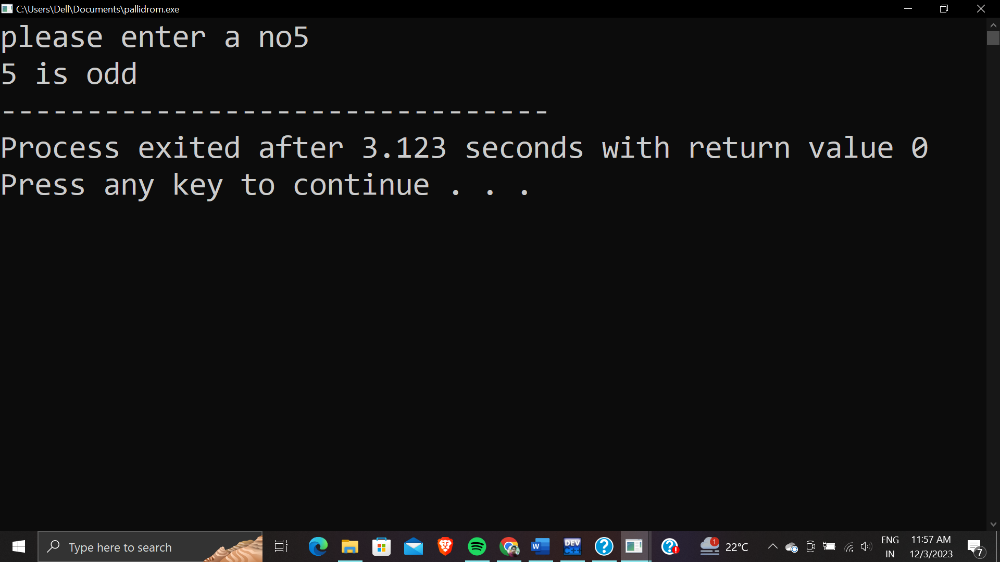 C:\Users\Dell\Documents\pallidrom.exe
please enter a no5
5 is odd
--------------------------------
Process exited after 3.123 seconds with return value 0
Press any key to continue . . .
Type here to search
W
DEV
C++
?
?
!
1
22°C
ENG
IN
11:57 AM
12/3/2023
7